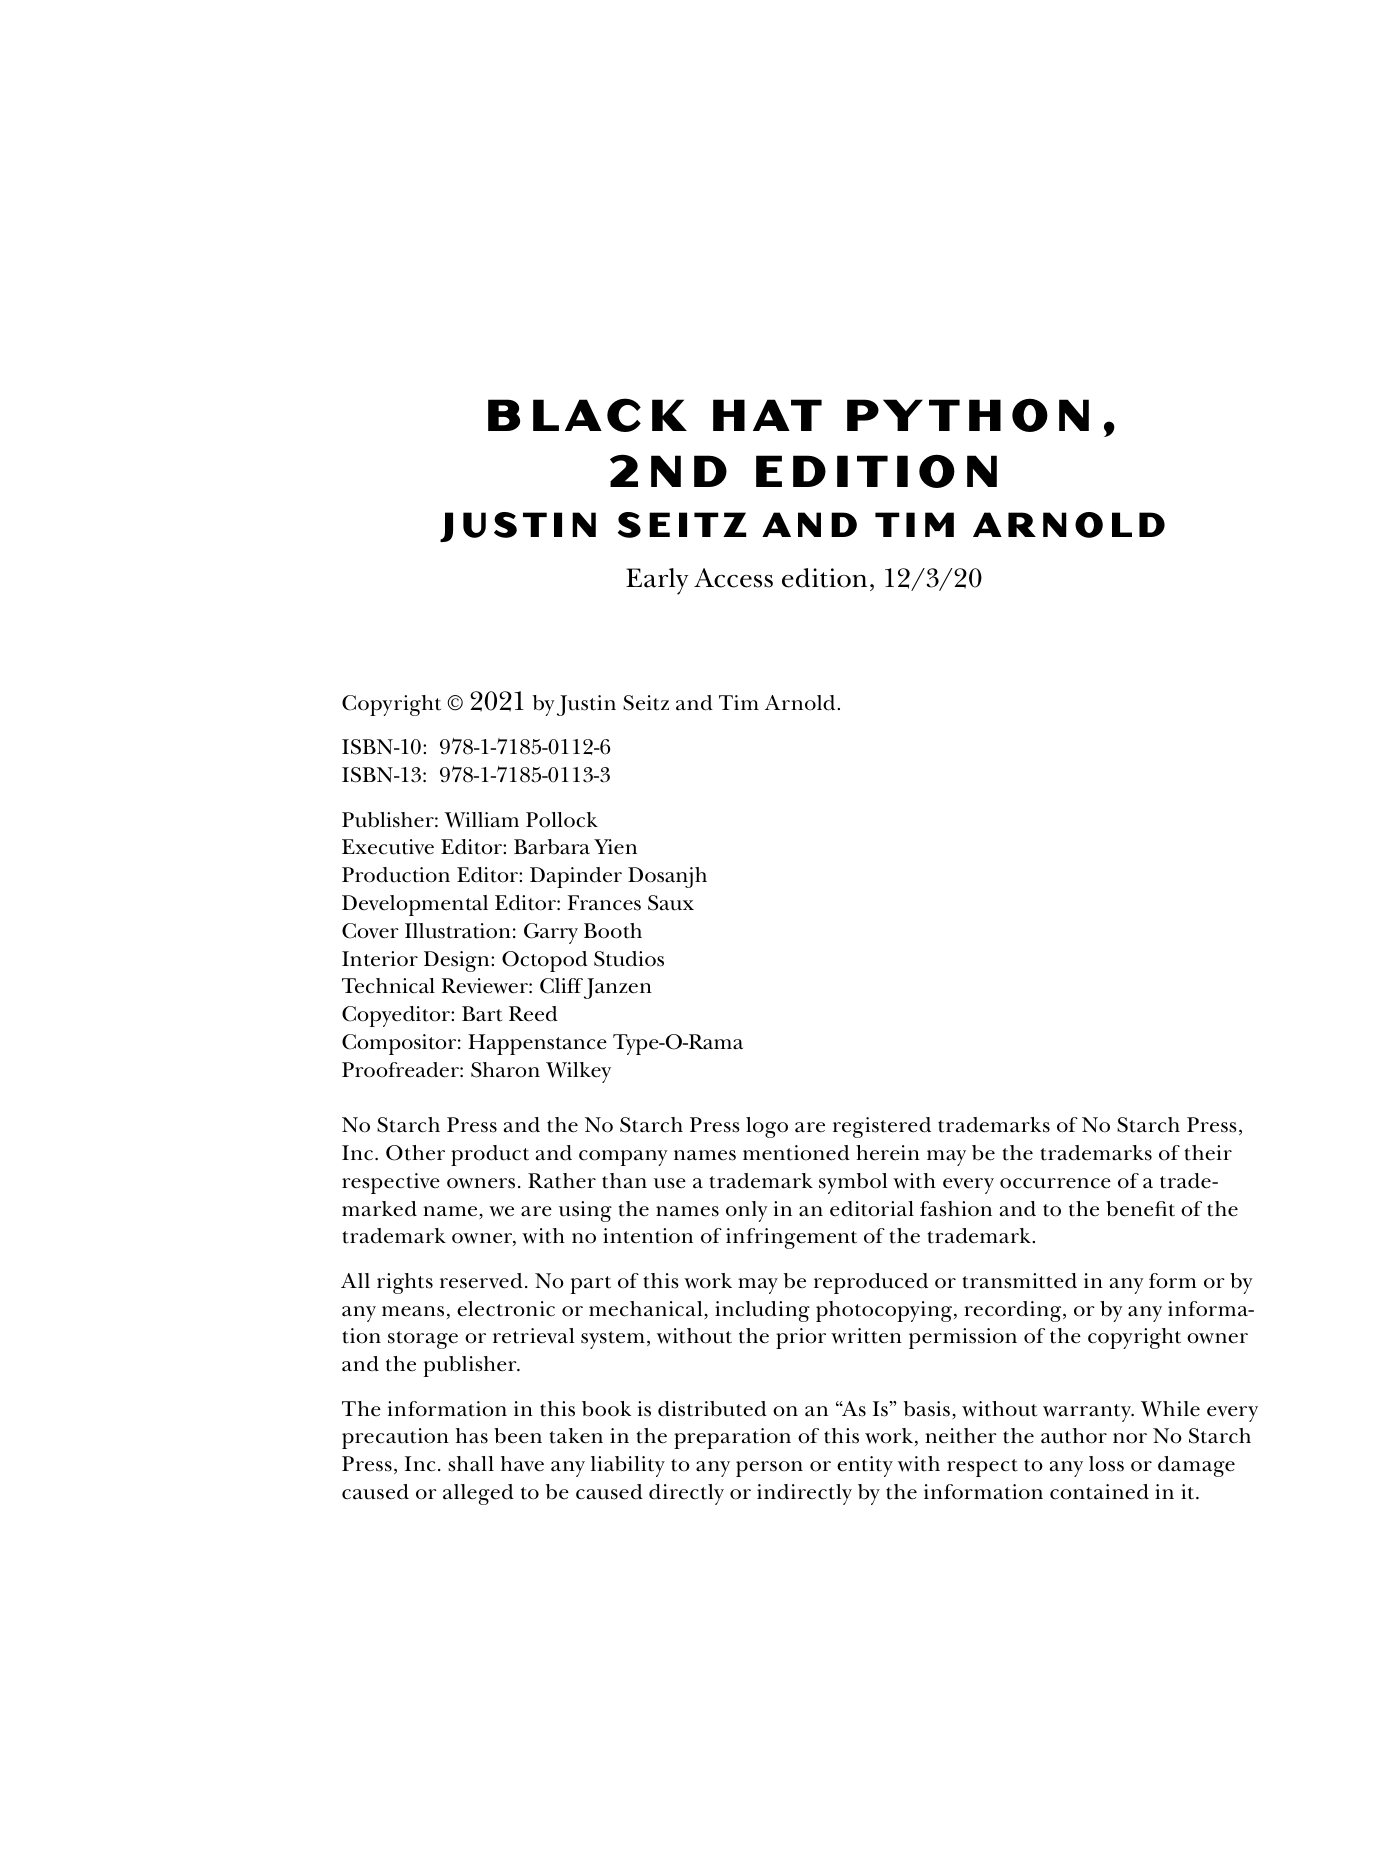 BLACK HAT PYTHON,
2ND EDITION
JUSTIN SEITZ AND TIM ARNOLD
Early Access edition, 12/3/20
Copyright © 2021 by Justin Seitz and Tim Arnold.
ISBN-10: 978-1-7185-0112-6
ISBN-13: 978-1-7185-0113-3
Publisher: William Pollock
Executive Editor: Barbara Yien
Production Editor: Dapinder Dosanjh
Developmental Editor: Frances Saux
Cover Illustration: Garry Booth
Interior Design: Octopod Studios
Technical Reviewer: Cliff Janzen
Copyeditor: Bart Reed
Compositor: Happenstance Type-O-Rama
Proofreader: Sharon Wilkey
No Starch Press and the No Starch Press logo are registered trademarks of No Starch Press,
Inc. Other product and company names mentioned herein may be the trademarks of their
respective owners. Rather than use a trademark symbol with every occurrence of a trade-
marked name, we are using the names only in an editorial fashion and to the benefit of the
trademark owner, with no intention of infringement of the trademark.
All rights reserved. No part of this work may be reproduced or transmitted in any form or by
any means, electronic or mechanical, including photocopying, recording, or by any informa-
tion storage or retrieval system, without the prior written permission of the copyright owner
and the publisher.
The information in this book is distributed on an “As Is” basis, without warranty. While every
precaution has been taken in the preparation of this work, neither the author nor No Starch
Press, Inc. shall have any liability to any person or entity with respect to any loss or damage
caused or alleged to be caused directly or indirectly by the information contained in it.